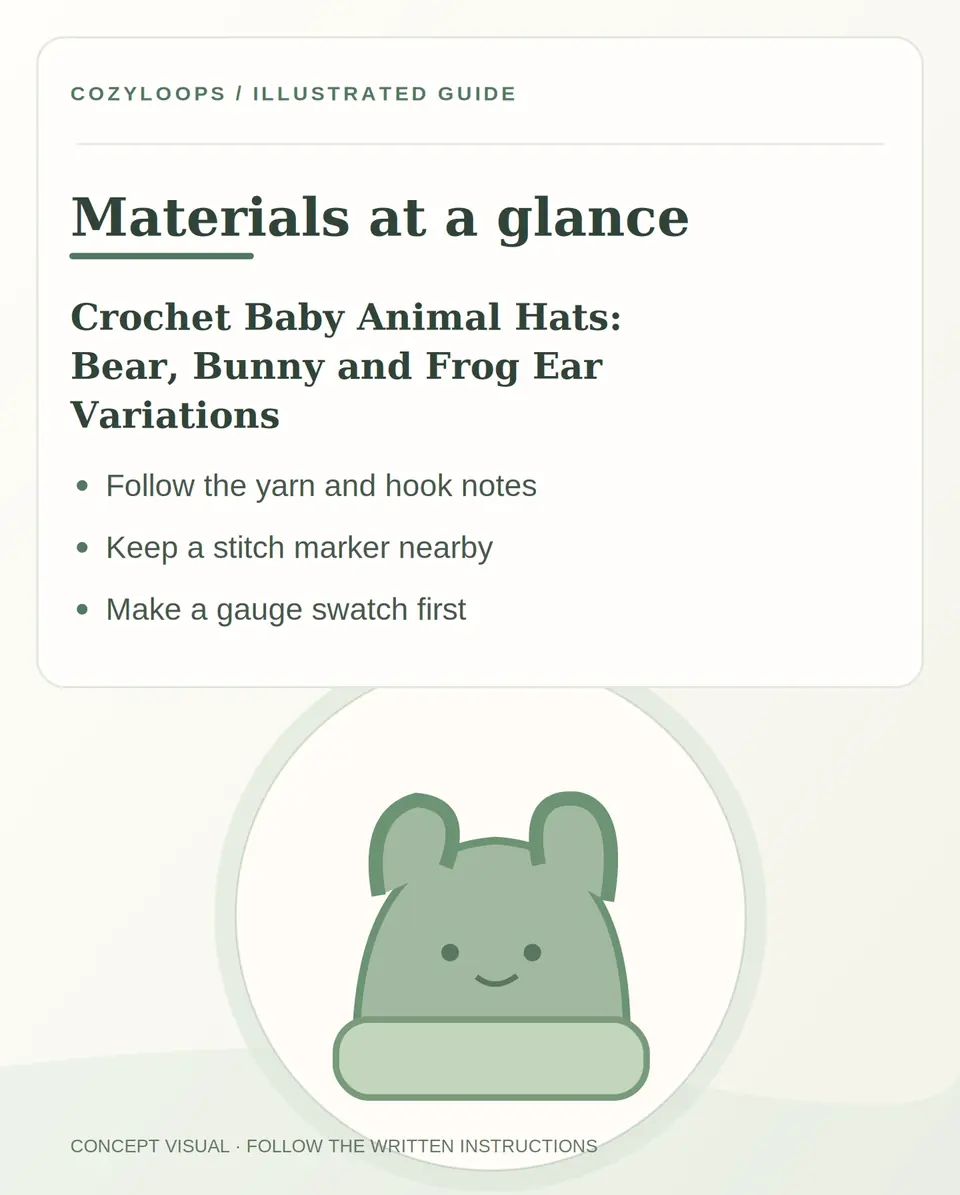 COZYLOOPS / ILLUSTRATED GUIDE
Materials at a glance
Crochet Baby Animal Hats:
Bear, Bunny and Frog Ear
Variations
• Follow the yarn and hook notes
• Keep a stitch marker nearby
• Make a gauge swatch first
CONCEPT VISUAL · FOLLOW THE WRITTEN INSTRUCTIONS